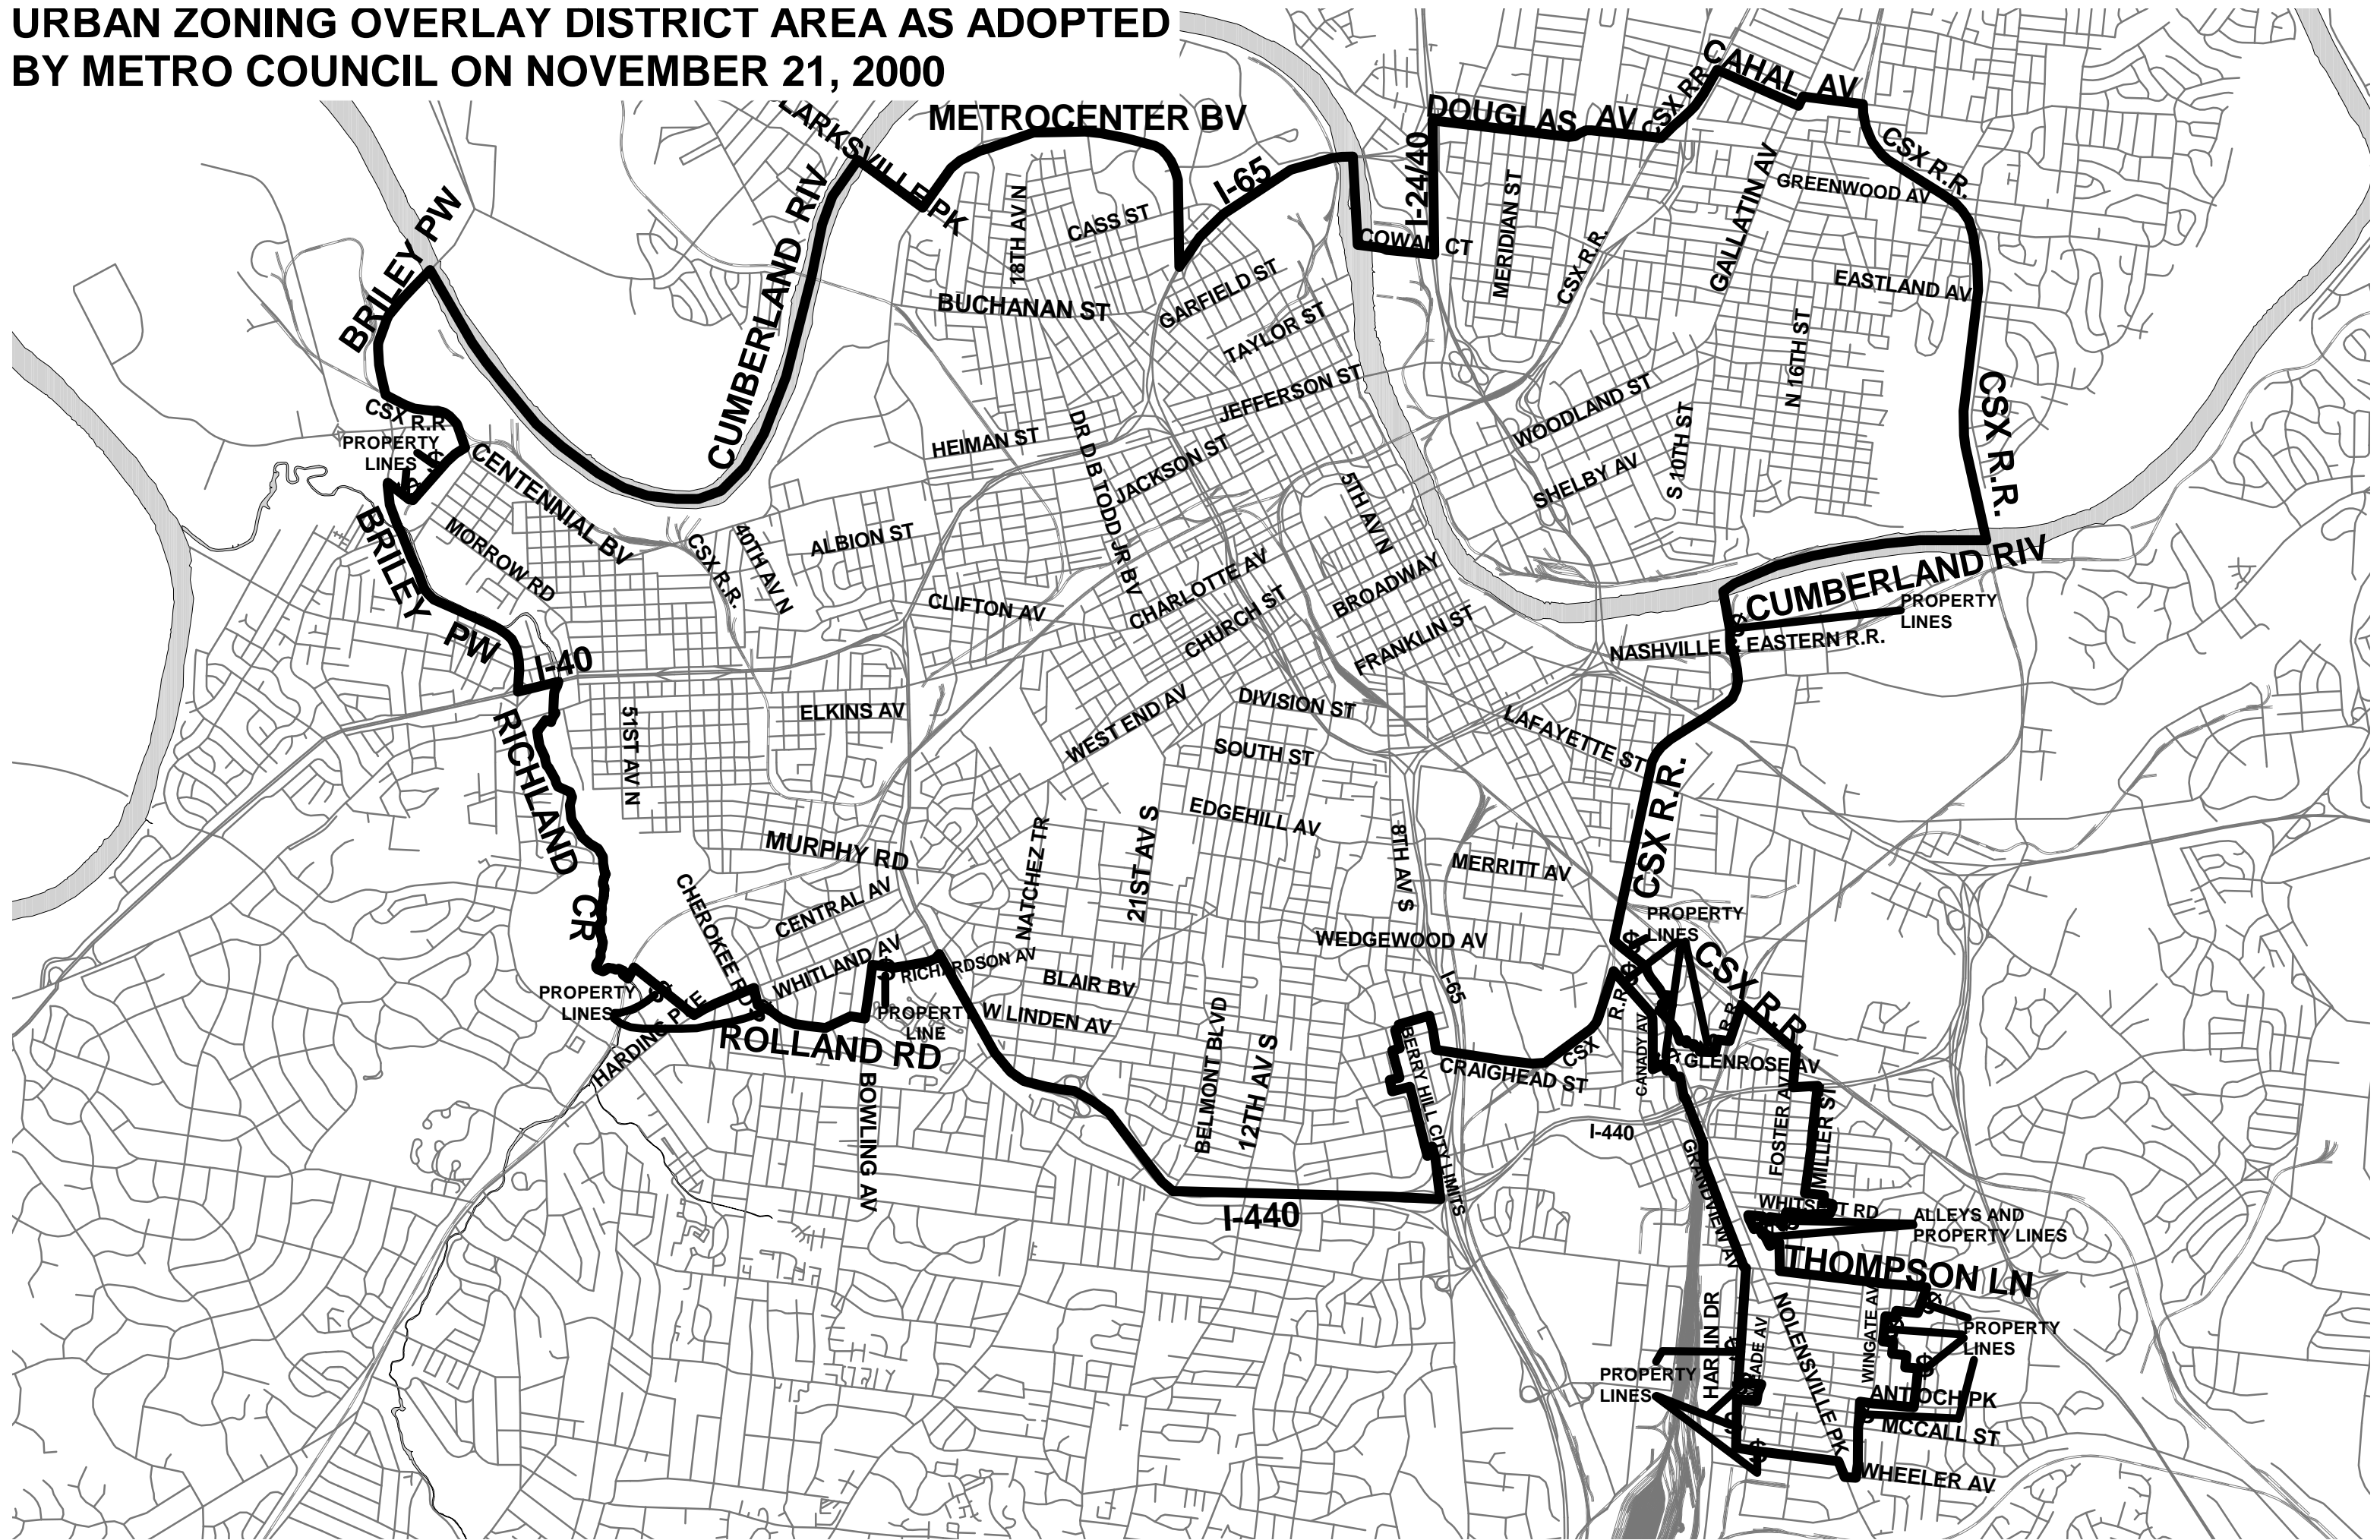 URBAN ZONING OVERLAY DISTRICT AREA AS ADOPTED
BY METRO COUNCIL ON NOVEMBER 21, 2000
CAHAL AV
CSX RR
DOUGLAS AV
METROCENTER BV
LARKSVILLE PK
I-65
I-24/40
CSX R.R.
GREENWOOD AV
GALLATIN AV
MERIDIAN ST
CUMBERLAND RIV
BRILEY PW
18TH AV N
CASS ST
COWAN CT
CSX R.R.
EASTLAND AV
GARFIELD ST
BUCHANAN ST
TAYLOR ST
N 16TH ST
JEFFERSON ST
WOODLAND ST
CSX R.R.
CSX R.R
PROPERTY
LINES
CENTENNIAL BV
HEIMAN ST
DR D B TODD JR BV
JACKSON ST
5TH AV N
SHELBY AV
S 10TH ST
BRILEY PW
MORROW RD
CSX R.R.
40TH AV N
ALBION ST
CLIFTON AV
CHARLOTTE AV
CHURCH ST
BROADWAY
FRANKLIN ST
CUMBERLAND RIV
PROPERTY
LINES
NASHVILLE & EASTERN R.R.
I-40
RICHLAND CR
51ST AV N
ELKINS AV
WEST END AV
DIVISION ST
SOUTH ST
LAFAYETTE ST
CSX R.R.
EDGEHILL AV
8TH AV S
MERRITT AV
MURPHY RD
NATCHEZ TR
21ST AV S
CHEROKEE RD
CENTRAL AV
WHITLAND AV
RICHARDSON AV
WEDGEWOOD AV
PROPERTY
LINES
CSX R.R.
BLAIR BV
I-65
PROPERTY
LINES
HARDING PKE
PROPERTY
LINE
W LINDEN AV
ROLLAND RD
BOWLING AV
BELMONT BLVD
12TH AV S
BERRY HILL CITY LIMITS
CRAIGHEAD ST
CSX R.R.
CANADY AV
GLENROSE AV
I-440
FOSTER AV
MILLER ST
GRANDVIEW AV
WHITSETT RD
ALLEYS AND
PROPERTY LINES
I-440
THOMPSON LN
HARLIN DR
MEADE AV
NOLENSVILLE PK
WINGATE AV
PROPERTY
LINES
PROPERTY
LINES
ANTIOCH PK
MCCALL ST
WHEELER AV